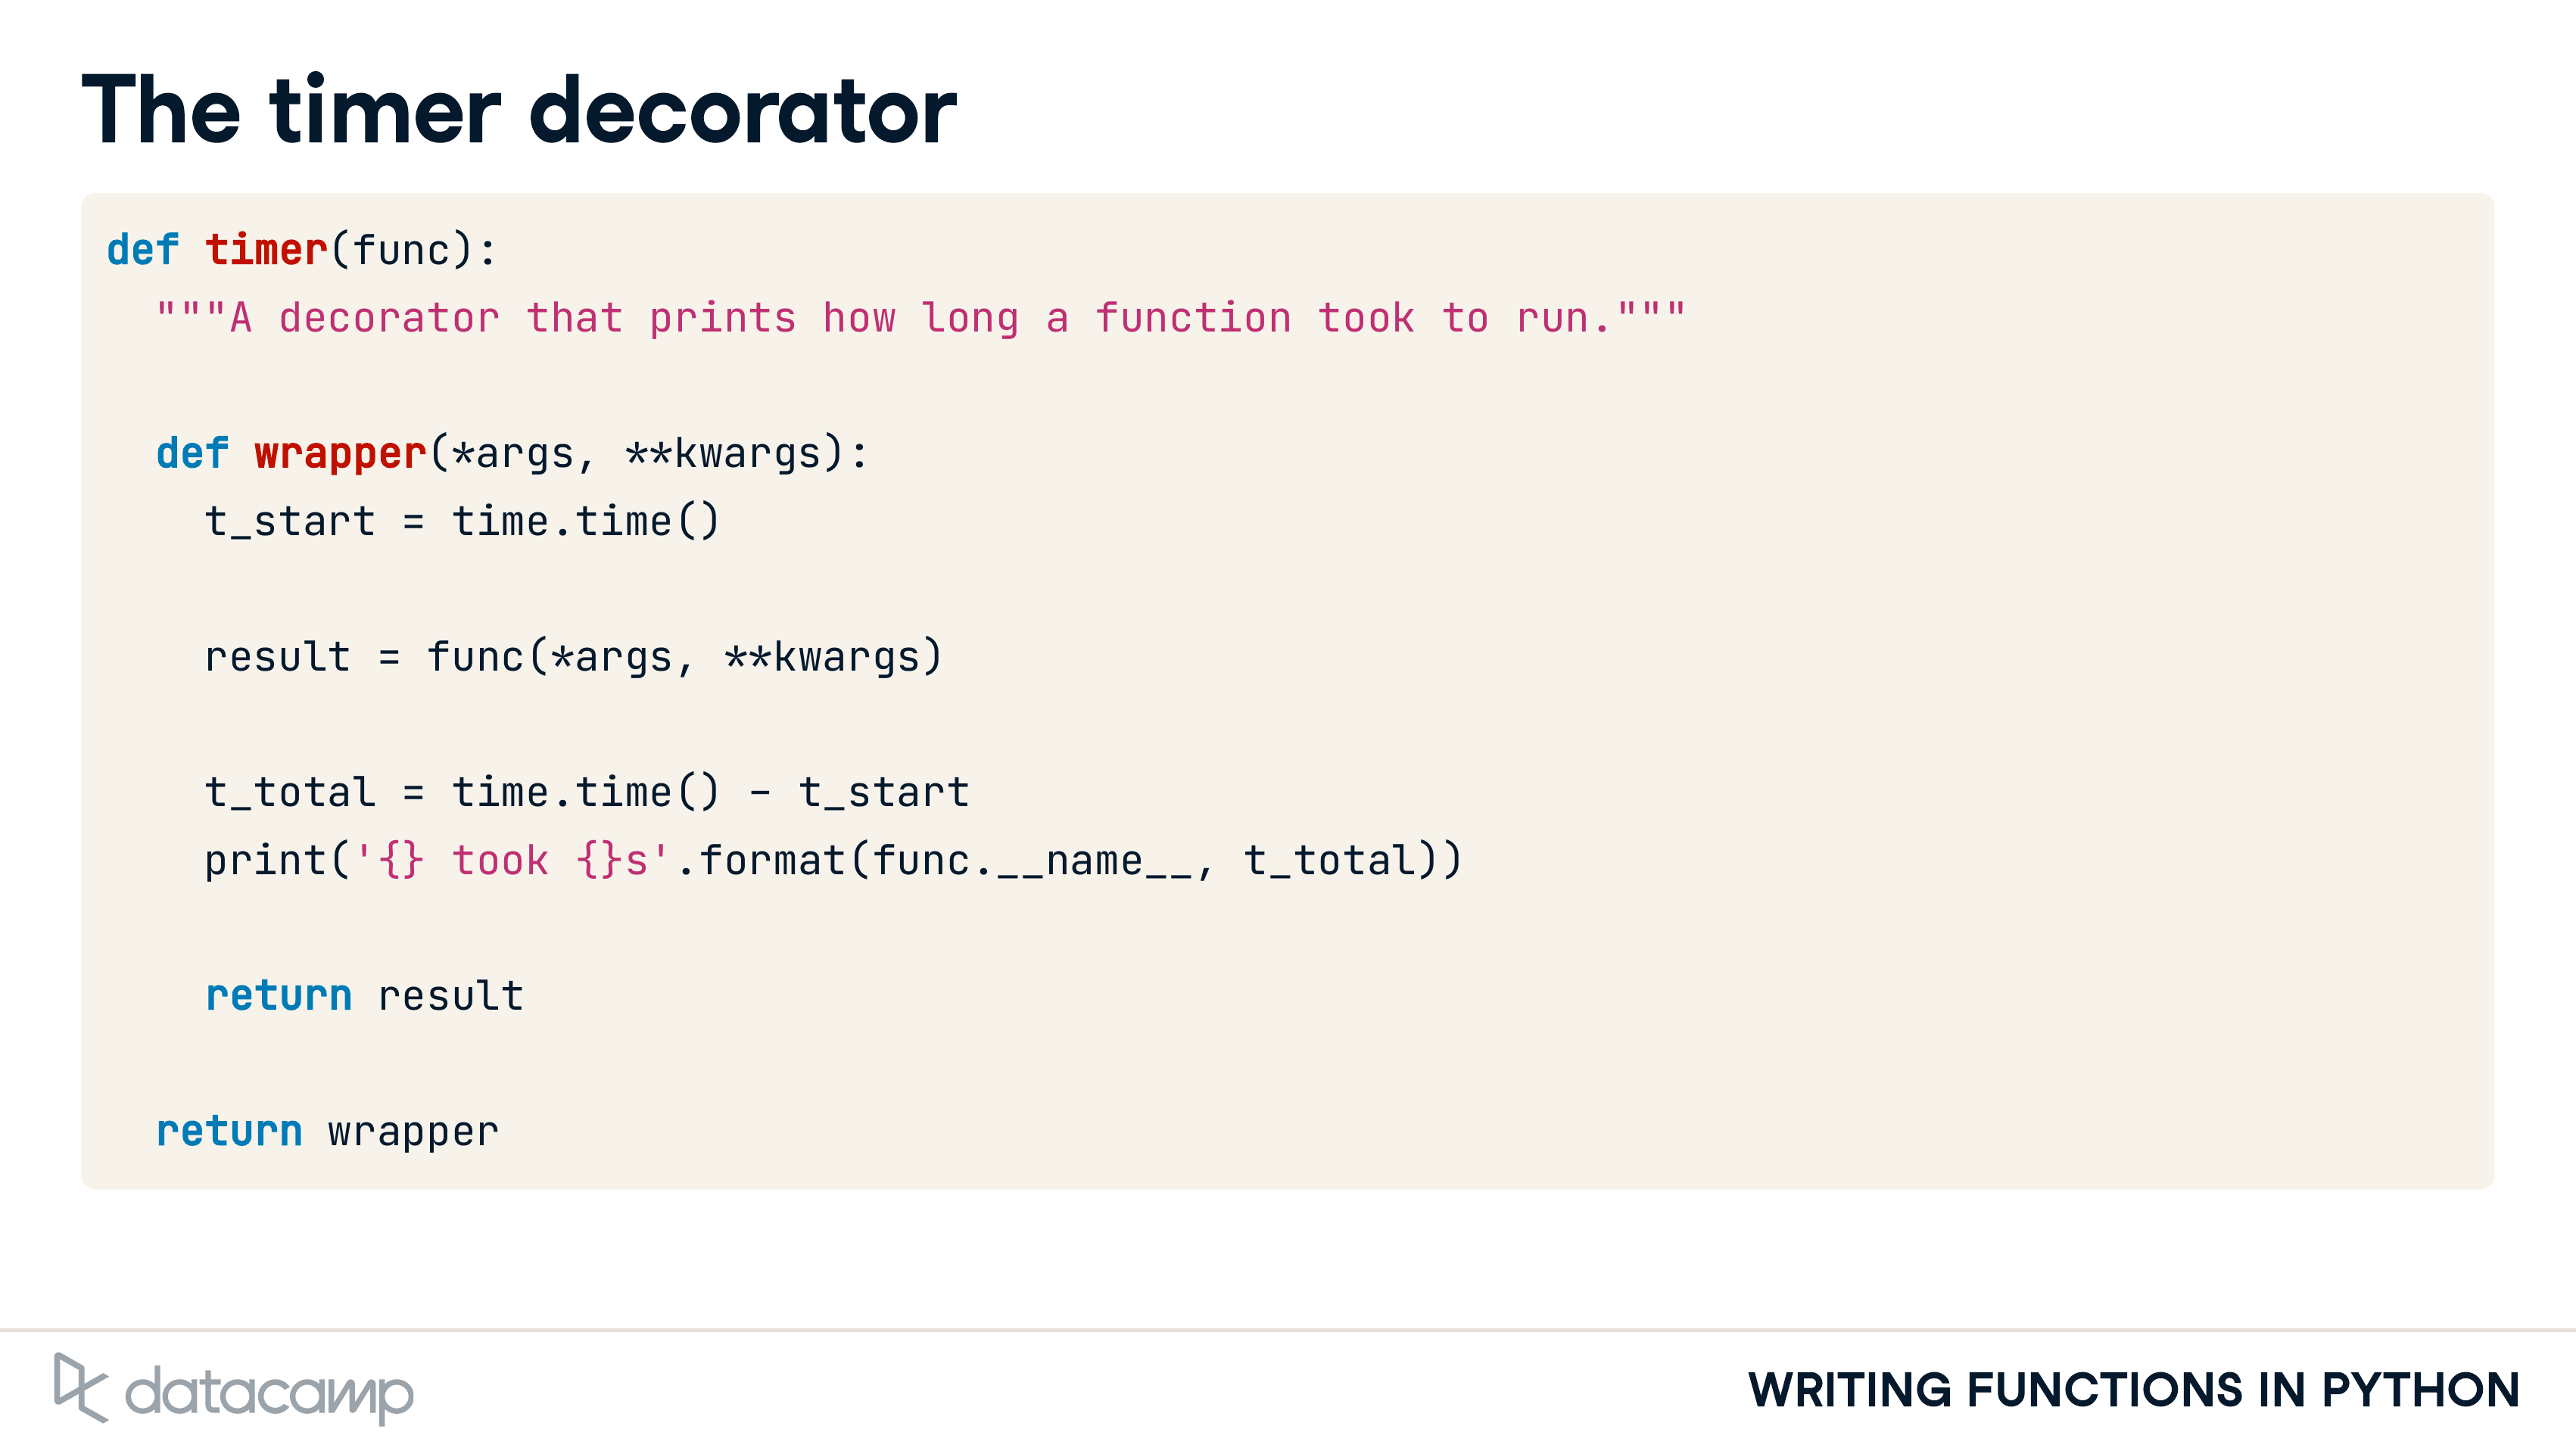 The timer decorator
def timer(func):
  """A decorator that prints how long a function took to run."""
  def wrapper(*args, **kwargs):
    t_start = time.time()
    result = func(*args, **kwargs)
    t_total = time.time() - t_start
    print('{} took {}s'.format(func.__name__, t_total))
    return result
  return wrapper
datacamp
WRITING FUNCTIONS IN PYTHON